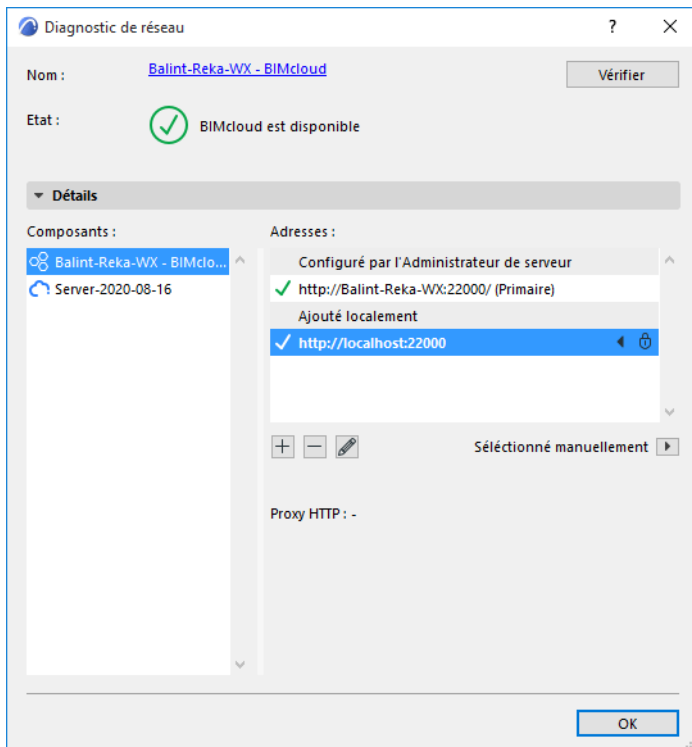 Diagnostic de réseau
Nom :
Balint-Reka-WX - BIMcloud
Vérifier
Etat :
BIMcloud est disponible
Détails
Composants :
Balint-Reka-WX - BIMclo...
Server-2020-08-16
Adresses :
Configuré par l'Administrateur de serveur
http://Balint-Reka-WX:22000/ (Primaire)
Ajouté localement
http://localhost:22000
Séléctionné manuellement
Proxy HTTP : -
OK